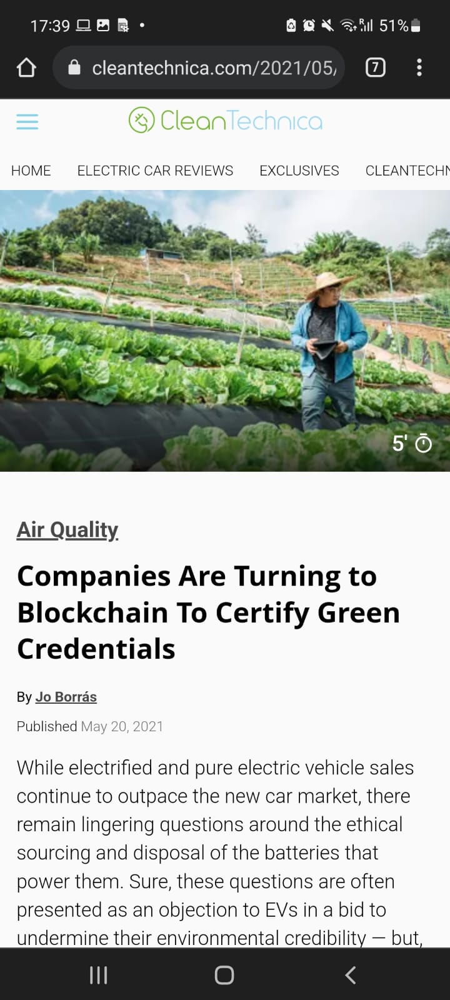 17:39
51%
cleantechnica.com/2021/05/
7
CleanTechnica
HOME ELECTRIC CAR REVIEWS EXCLUSIVES CLEANTECHN
5'
Air Quality
Companies Are Turning to
Blockchain To Certify Green
Credentials
By Jo Borrás
Published May 20, 2021
While electrified and pure electric vehicle sales
continue to outpace the new car market, there
remain lingering questions around the ethical
sourcing and disposal of the batteries that
power them. Sure, these questions are often
presented as an objection to EVs in a bid to
undermine their environmental credibility — but,